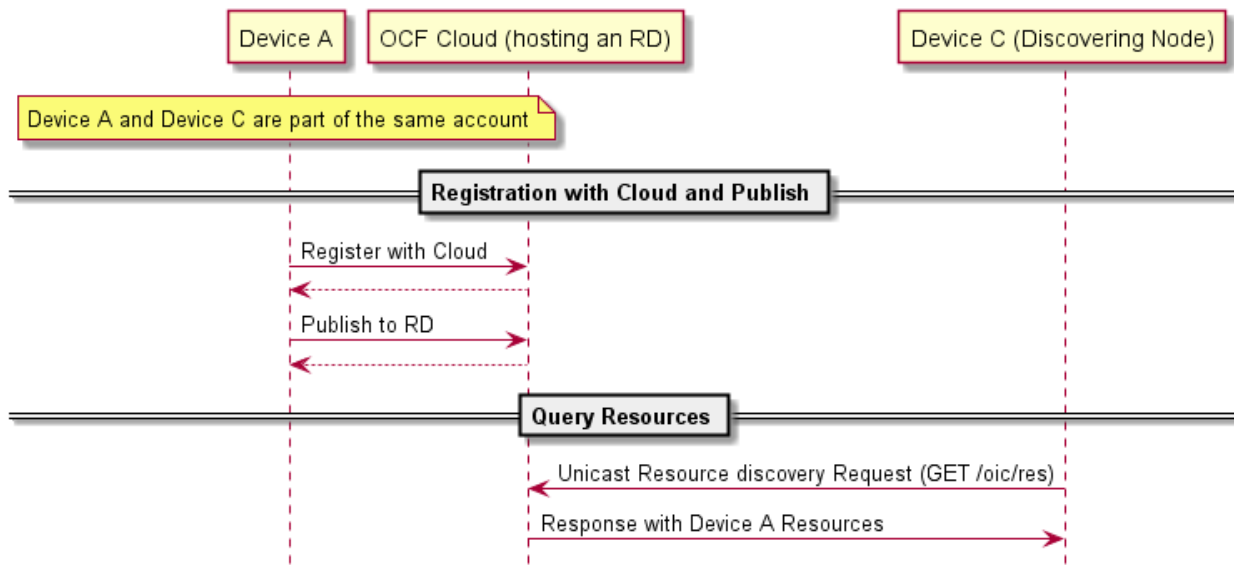 Device A
OCF Cloud (hosting an RD)
Device C (Discovering Node)
Device A and Device C are part of the same account
Registration with Cloud and Publish
Register with Cloud
Publish to RD
Query Resources
Unicast Resource discovery Request (GET /oic/res)
Response with Device A Resources